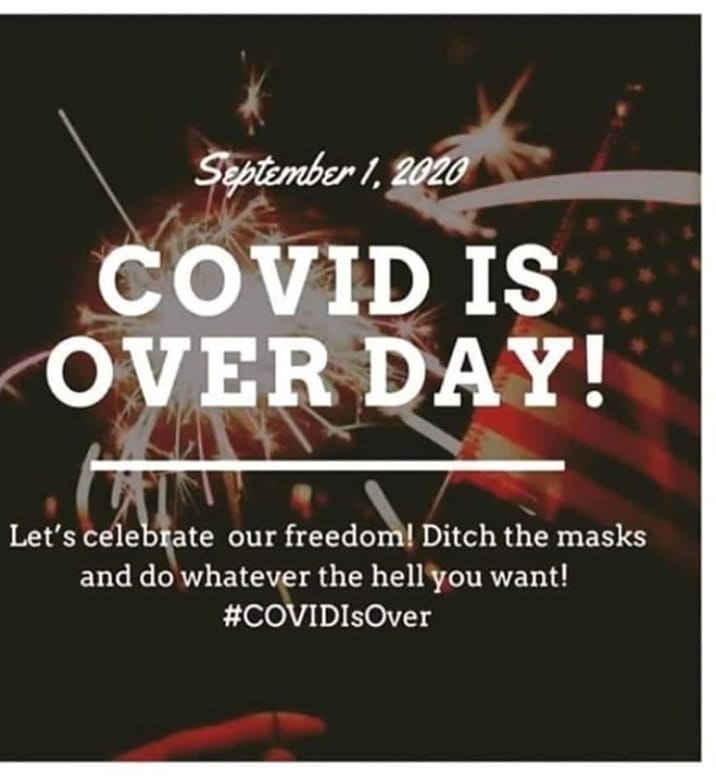 September 1, 2020
COVID IS
OVER DAY!
Let's celebrate our freedom! Ditch the masks
and do whatever the hell you want!
#COVIDIsOver